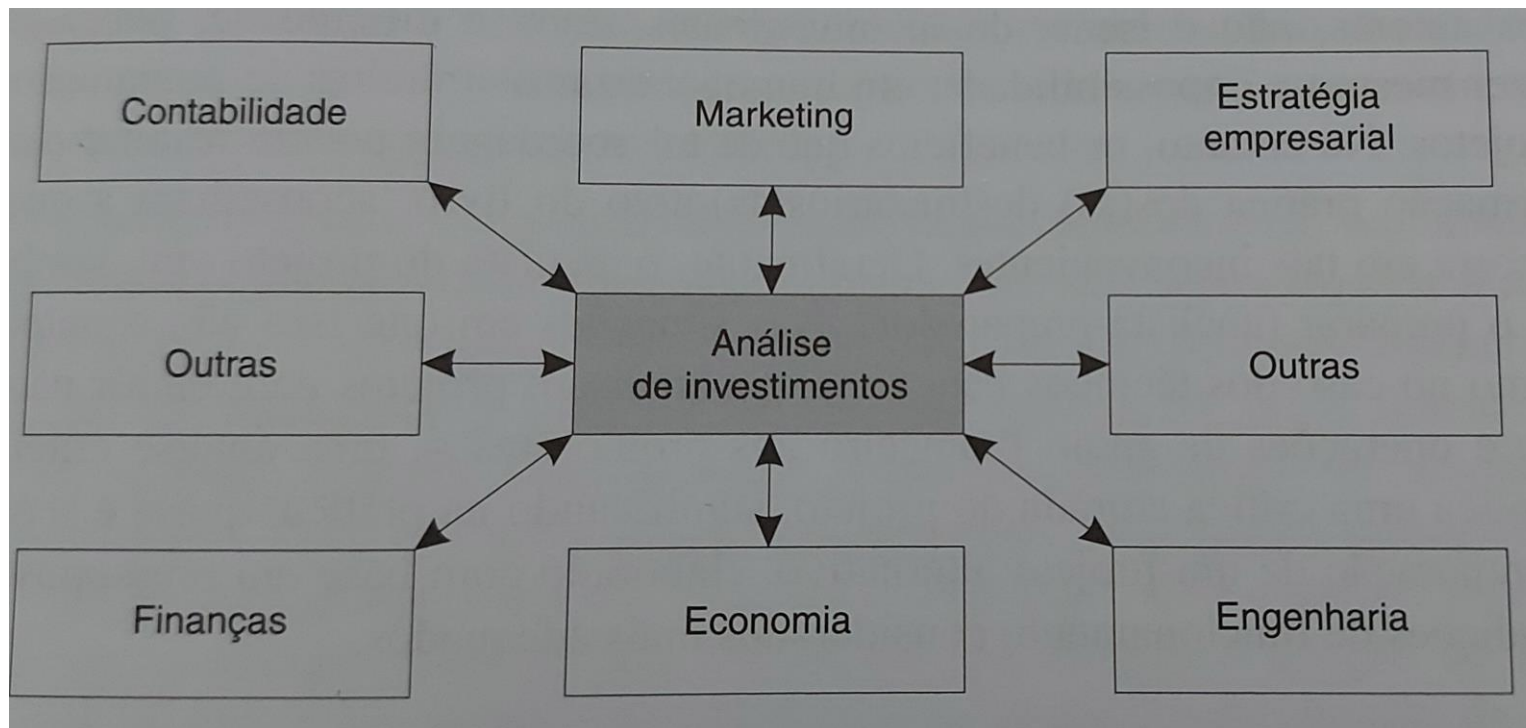 Contabilidade
Marketing
Estratégia
empresarial
Outras
Análise
de investimentos
Outras
Finanças
Economia
Engenharia